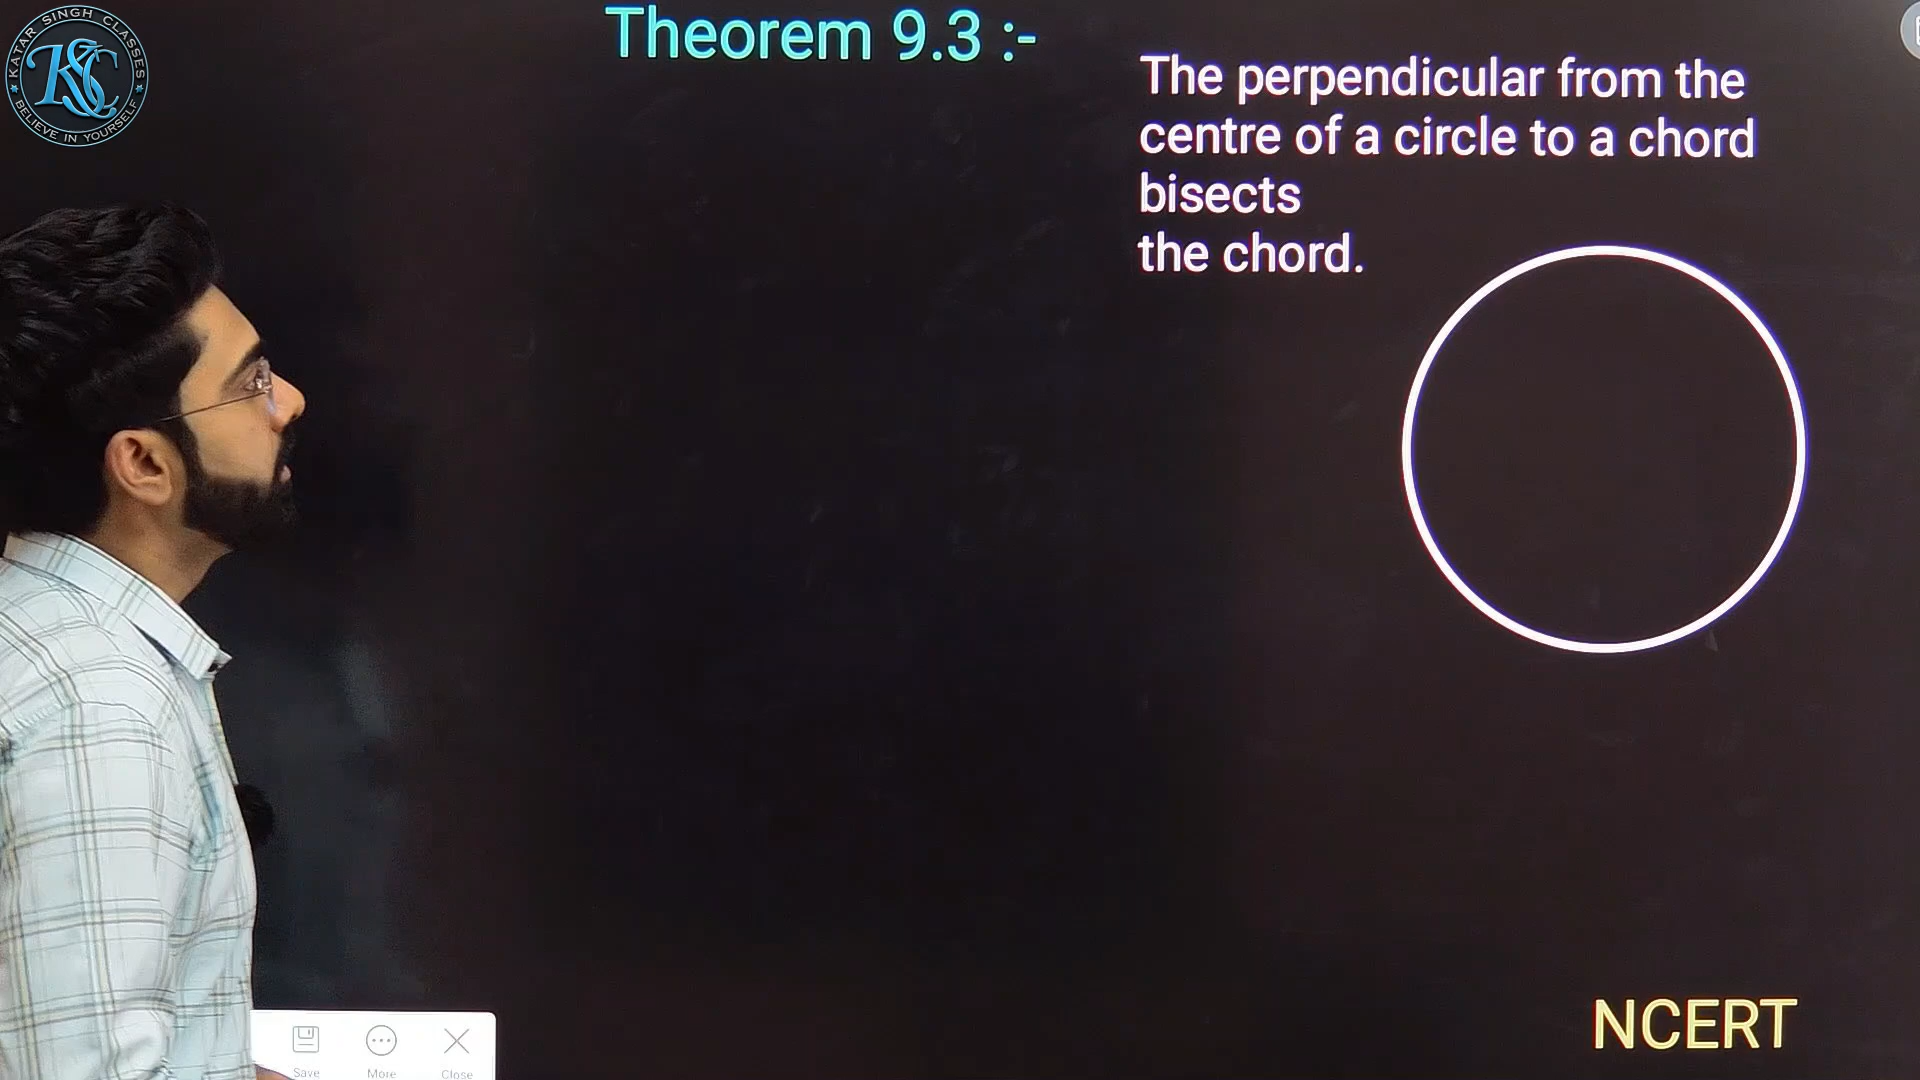 KATAR SINGH CLASSES
KSC
BELIEVE IN YOURSELF
Theorem 9.3 :-
The perpendicular from the
centre of a circle to a chord
bisects
the chord.
NCERT
Save
More
Close